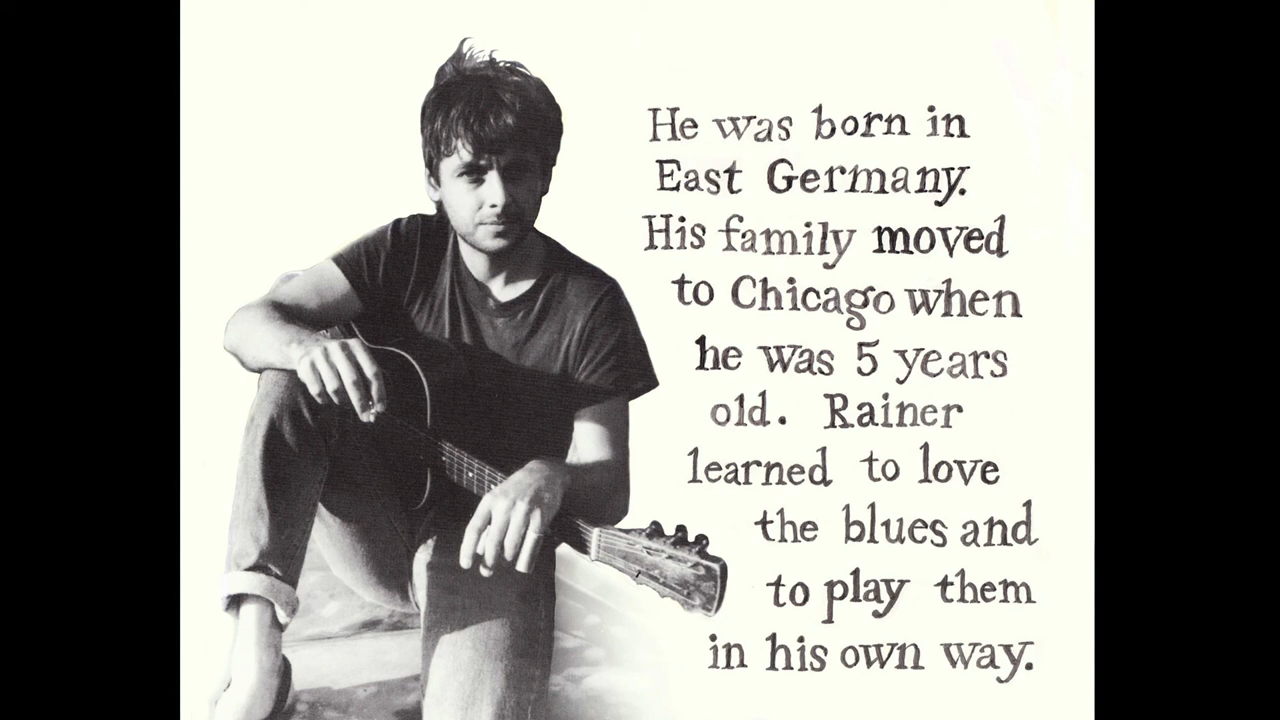 He was born in
East Germany.
His family moved
to Chicago when
he was 5 years
old. Rainer
learned to love
the blues and
to play them
in his own way.